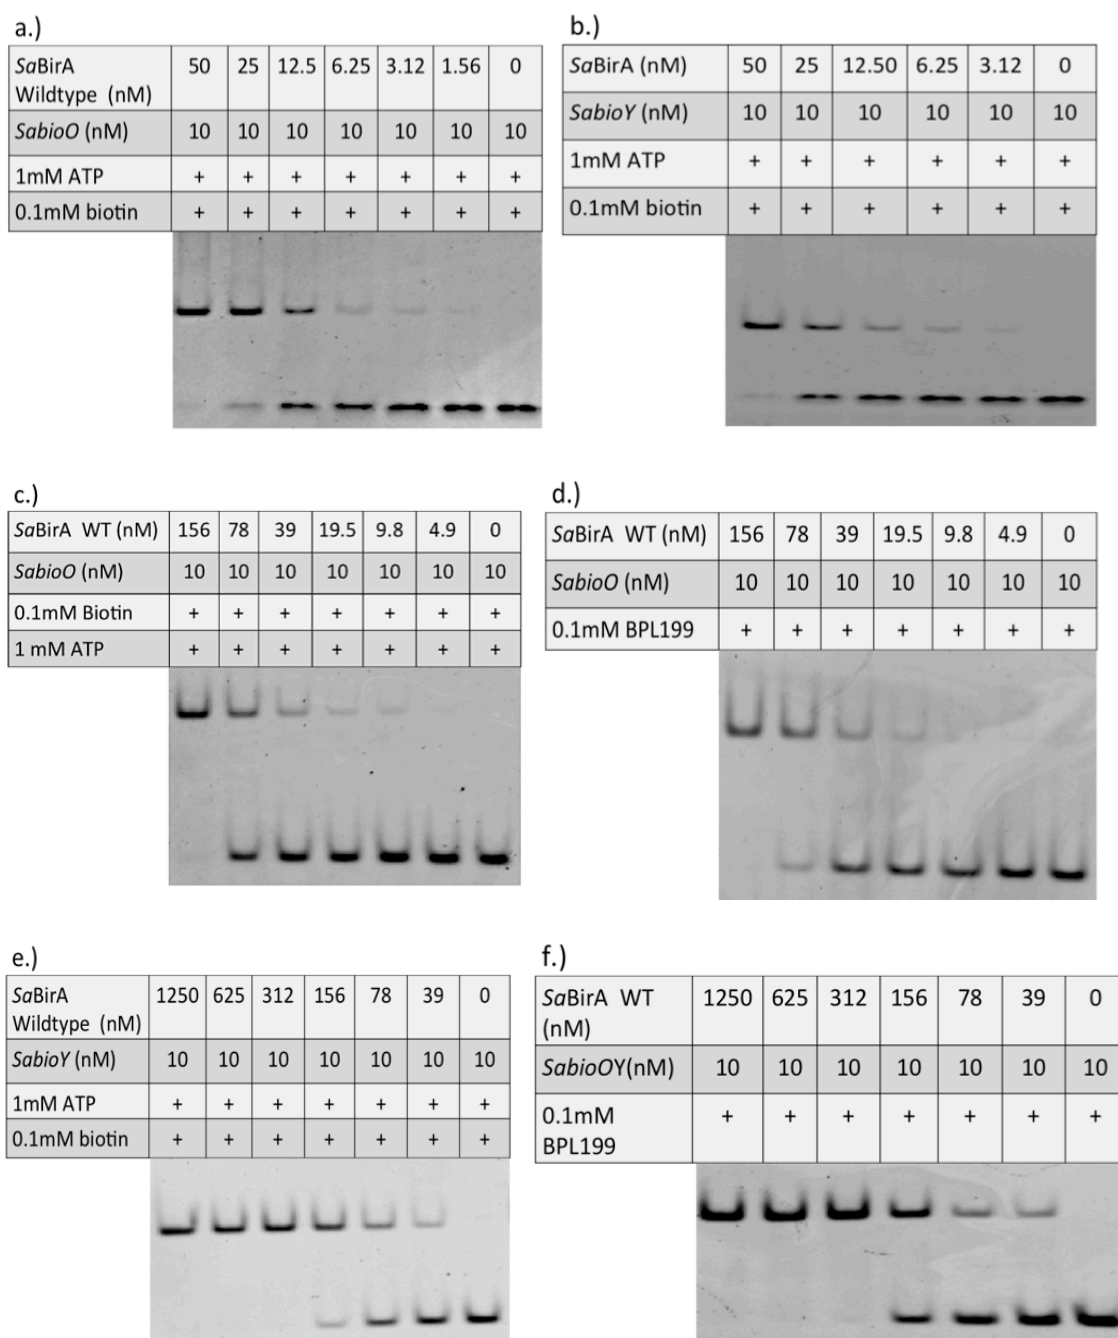 a.)
SaBirA Wildtype (nM) 50 25 12.5 6.25 3.12 1.56 0
SabioO (nM) 10 10 10 10 10 10 10
1mM ATP + + + + + + +
0.1mM biotin + + + + + + +
b.)
SaBirA (nM) 50 25 12.50 6.25 3.12 0
SabioY (nM) 10 10 10 10 10 10
1mM ATP + + + + + +
0.1mM biotin + + + + + +
c.)
SaBirA WT (nM) 156 78 39 19.5 9.8 4.9 0
SabioO (nM) 10 10 10 10 10 10 10
0.1mM Biotin + + + + + + +
1 mM ATP + + + + + + +
d.)
SaBirA WT (nM) 156 78 39 19.5 9.8 4.9 0
SabioO (nM) 10 10 10 10 10 10 10
0.1mM BPL199 + + + + + + +
e.)
SaBirA Wildtype (nM) 1250 625 312 156 78 39 0
SabioY (nM) 10 10 10 10 10 10 10
1mM ATP + + + + + + +
0.1mM biotin + + + + + + +
f.)
SaBirA WT (nM) 1250 625 312 156 78 39 0
SabioOY(nM) 10 10 10 10 10 10 10
0.1mM BPL199 + + + + + + +